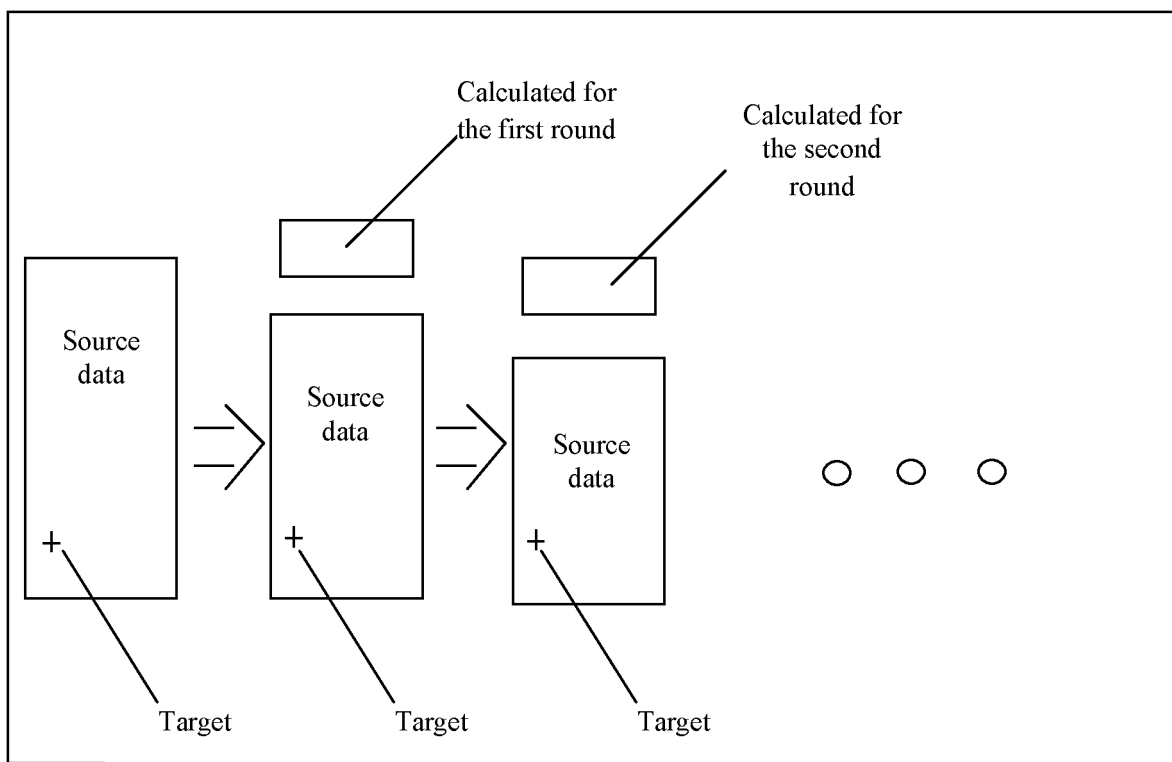 Calculated for
the first round
Calculated for
the second
round
Source
data
Source
data
Source
data
Target
Target
Target